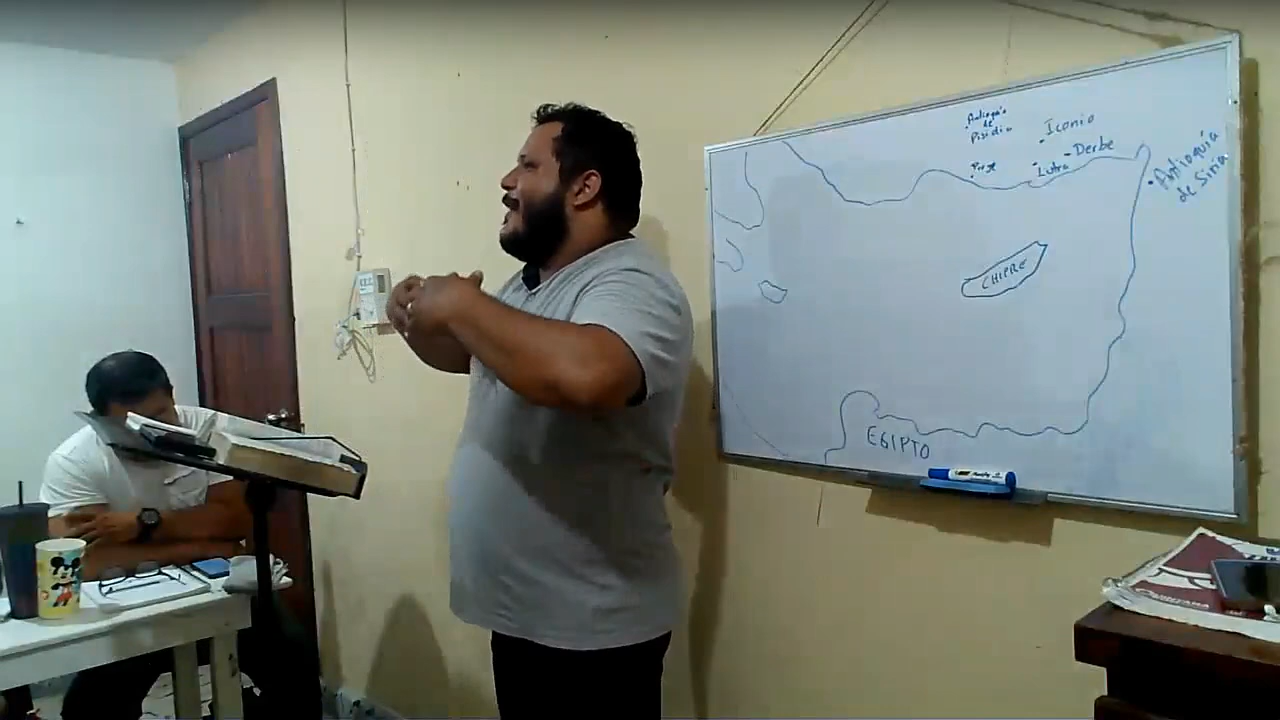 Antioquía
de
Pisidia
Iconio
Derbe
Listra
Perge
Antioquía
de Siria
CHIPRE
EGIPTO